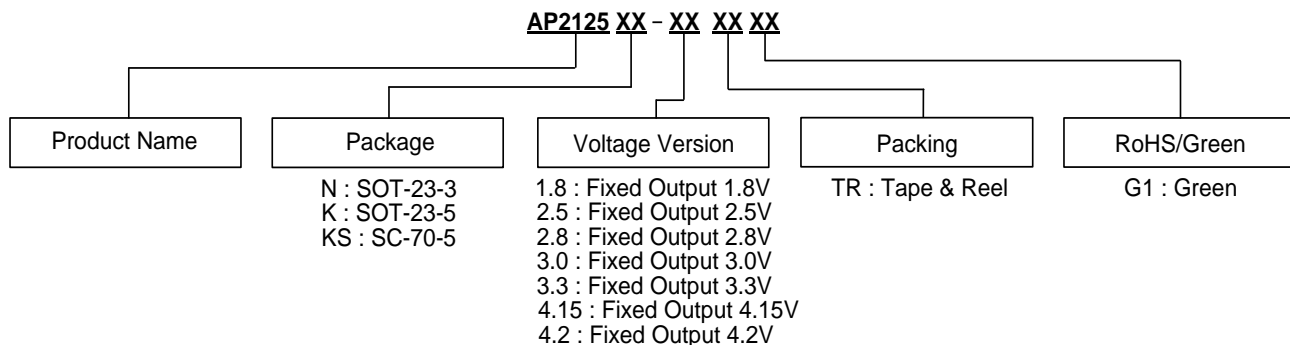 AP2125 XX – XX XX XX
Product Name
Package
Voltage Version
Packing
RoHS/Green
N : SOT-23-3
K : SOT-23-5
KS : SC-70-5
1.8 : Fixed Output 1.8V
2.5 : Fixed Output 2.5V
2.8 : Fixed Output 2.8V
3.0 : Fixed Output 3.0V
3.3 : Fixed Output 3.3V
4.15 : Fixed Output 4.15V
4.2 : Fixed Output 4.2V
TR : Tape & Reel
G1 : Green